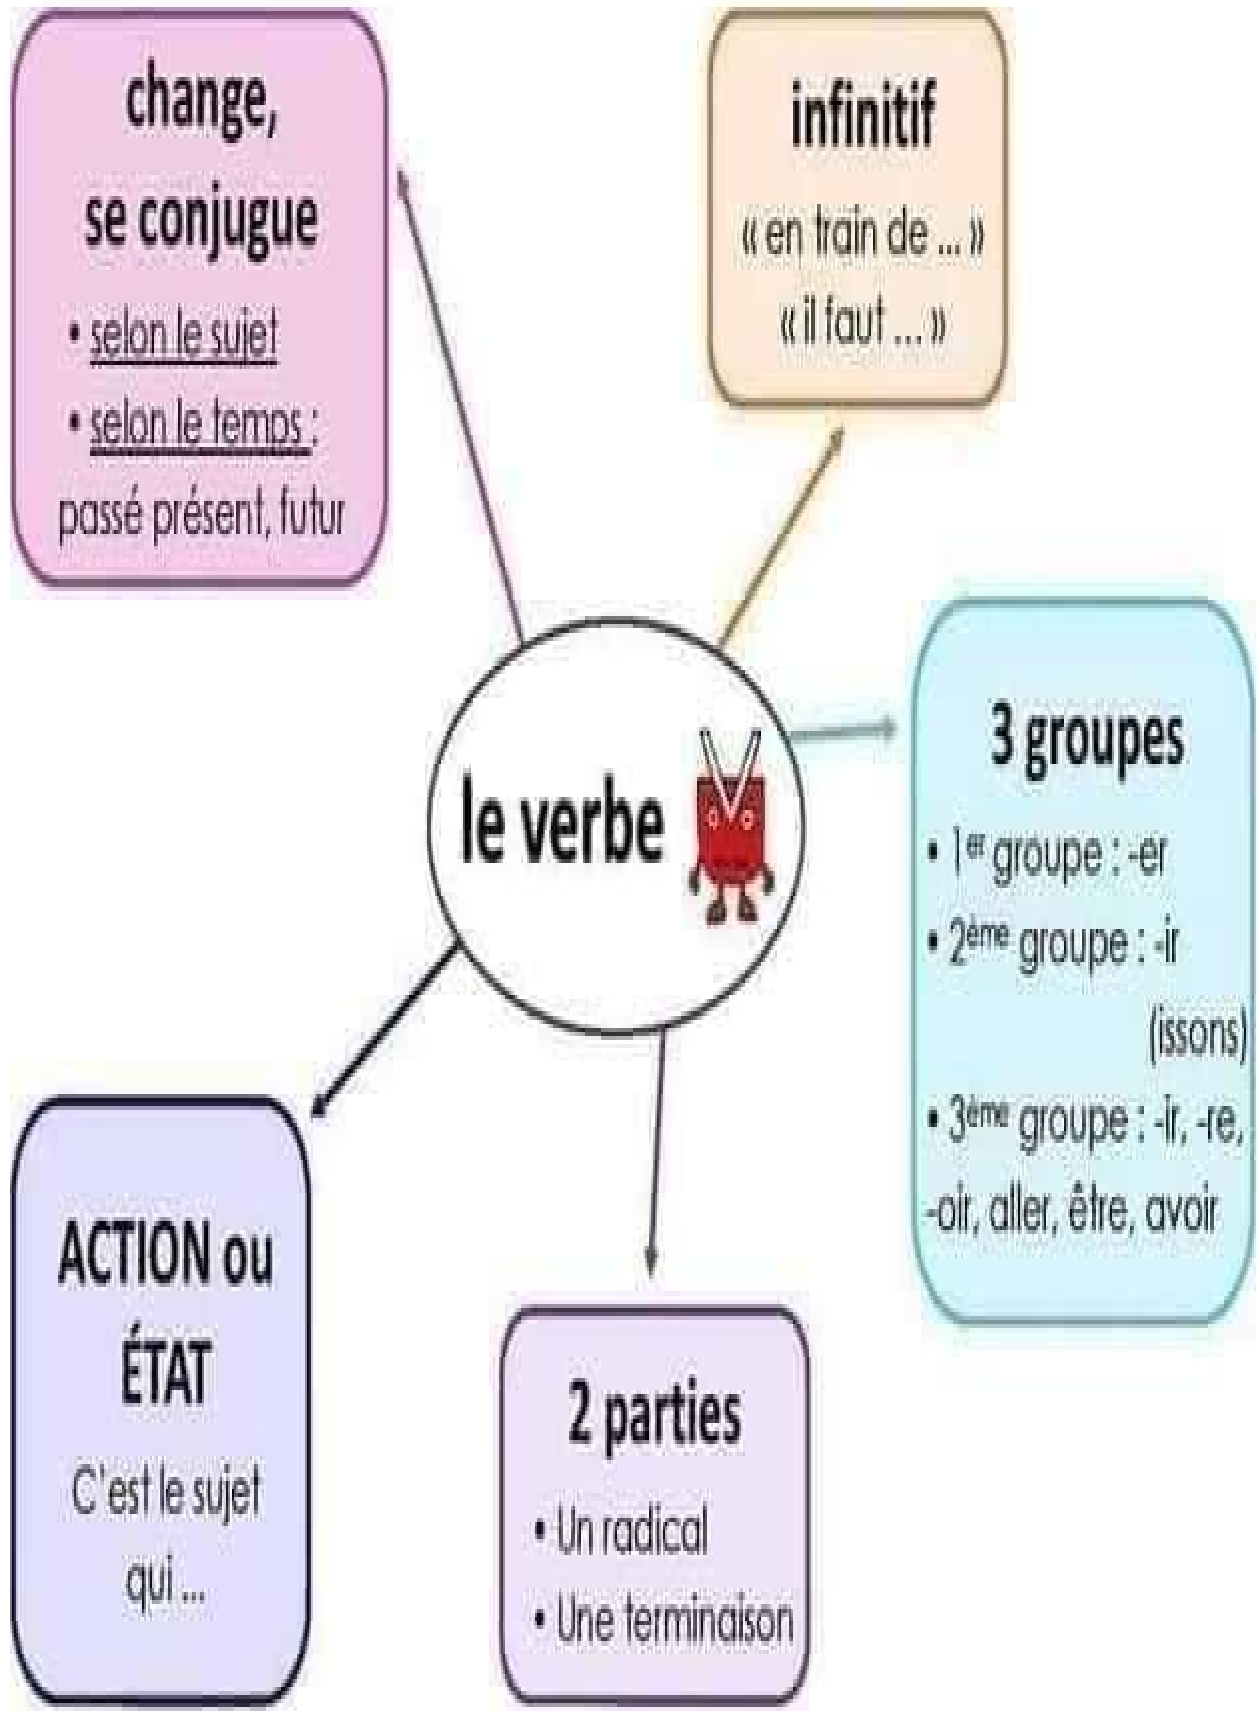 change,
se conjugue
• selon le sujet
• selon le temps :
passé présent, futur
infinitif
« en train de ... »
« il faut ... »
le verbe
3 groupes
• 1er groupe : -er
• 2ème groupe : -ir
(issons)
• 3ème groupe : -ir, -re,
-oir, aller, être, avoir
ACTION ou
ÉTAT
C'est le sujet
qui ...
2 parties
• Un radical
• Une terminaison